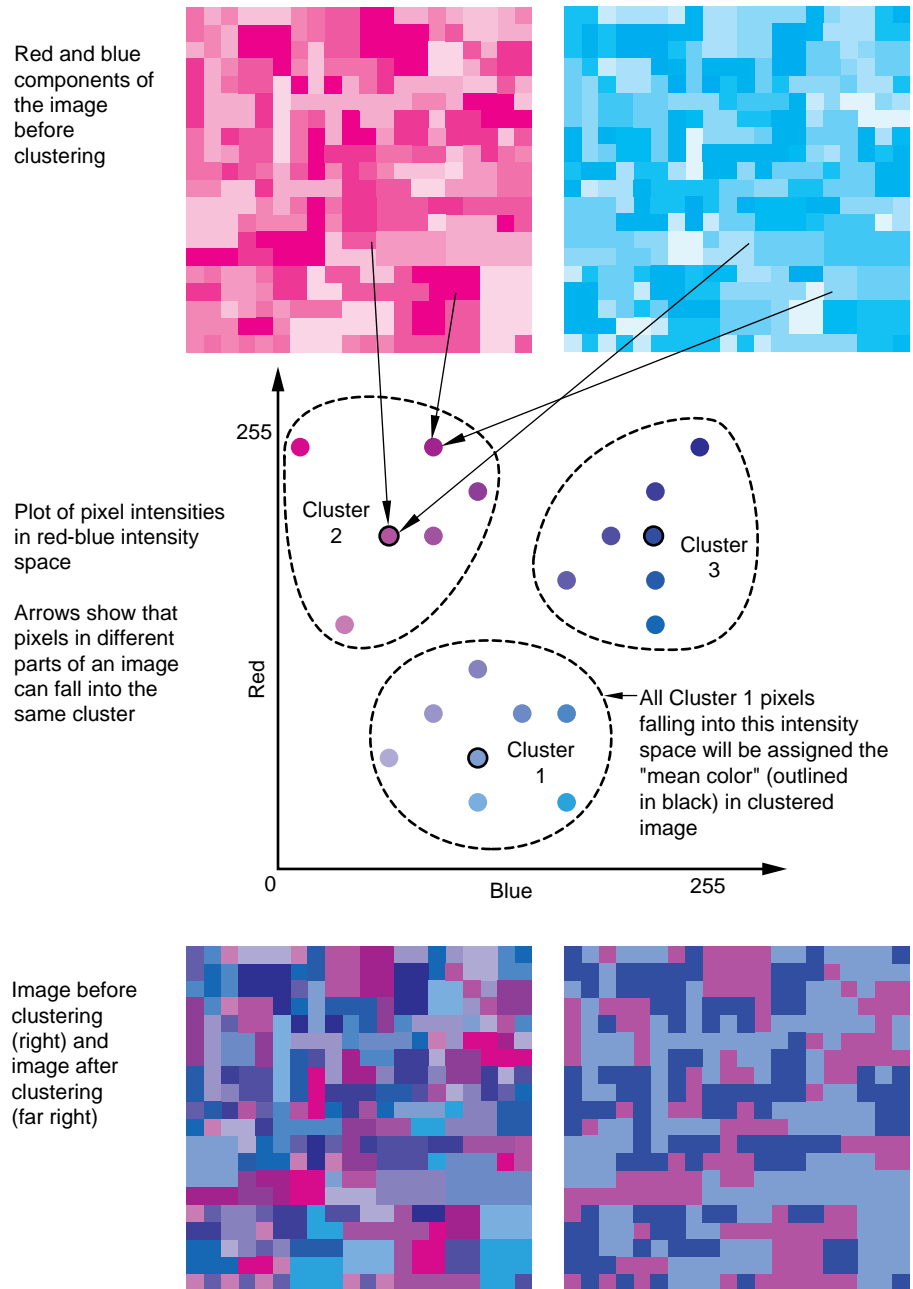 Red and blue
components of
the image
before
clustering
255
Cluster
2
Cluster
3
Plot of pixel intensities
in red-blue intensity
space
Arrows show that
pixels in different
parts of an image
can fall into the
same cluster
Red
All Cluster 1 pixels
falling into this intensity
space will be assigned the
"mean color" (outlined
in black) in clustered
image
Cluster
1
0
Blue
255
Image before
clustering
(right) and
image after
clustering
(far right)